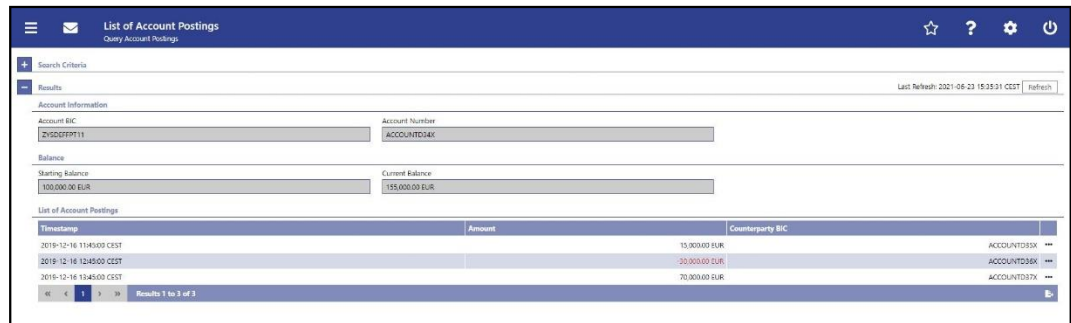 List of Account Postings
Query Account Postings
Search Criteria
Results
Last Refresh: 2021-06-23 15:35:31 CEST Refresh
Account Information
Account BIC Account Number
ZYSDEFFPT11 ACCOUNTD34X
Balance
Starting Balance Current Balance
100,000.00 EUR 155,000.00 EUR
List of Account Postings
Timestamp Amount Counterparty BIC
2019-12-16 11:45:00 CEST 15,000.00 EUR ACCOUNTD35X
2019-12-16 12:45:00 CEST -30,000.00 EUR ACCOUNTD36X
2019-12-16 13:45:00 CEST 70,000.00 EUR ACCOUNTD37X
1 Results 1 to 3 of 3